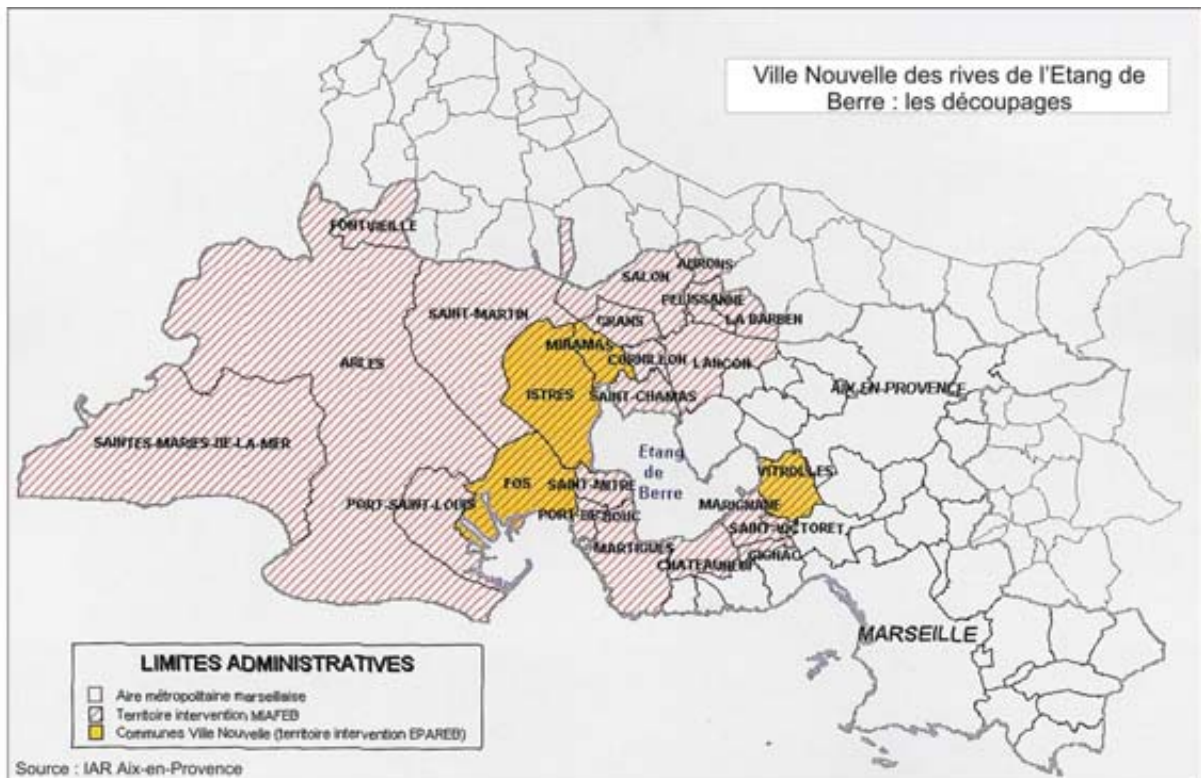 Ville Nouvelle des rives de l'Etang de
Berre : les découpages
FONTVIEILLE
AURONS
SALON
PELISSANNE
SAINT-MARTIN
GRANS
LA BARBEN
MIRAMAS
CORNILLON
LANÇON
ARLES
AIX-EN-PROVENCE
ISTRES
SAINT-CHAMAS
SAINTES-MARIES-DE-LA-MER
Etang
de
Berre
VITROLLES
FOS
SAINT-MITRE
PORT-SAINT-LOUIS
MARIGNANE
PORT-DE-BOUC
SAINT-VICTORET
MARTIGUES
GIGNAC
CHATEAUNEUF
MARSEILLE
LIMITES ADMINISTRATIVES
Aire métropolitaine marseillaise
Territoire intervention MIAFEB
Communes Ville Nouvelle (territoire intervention EPAREB)
Source : IAR Aix-en-Provence